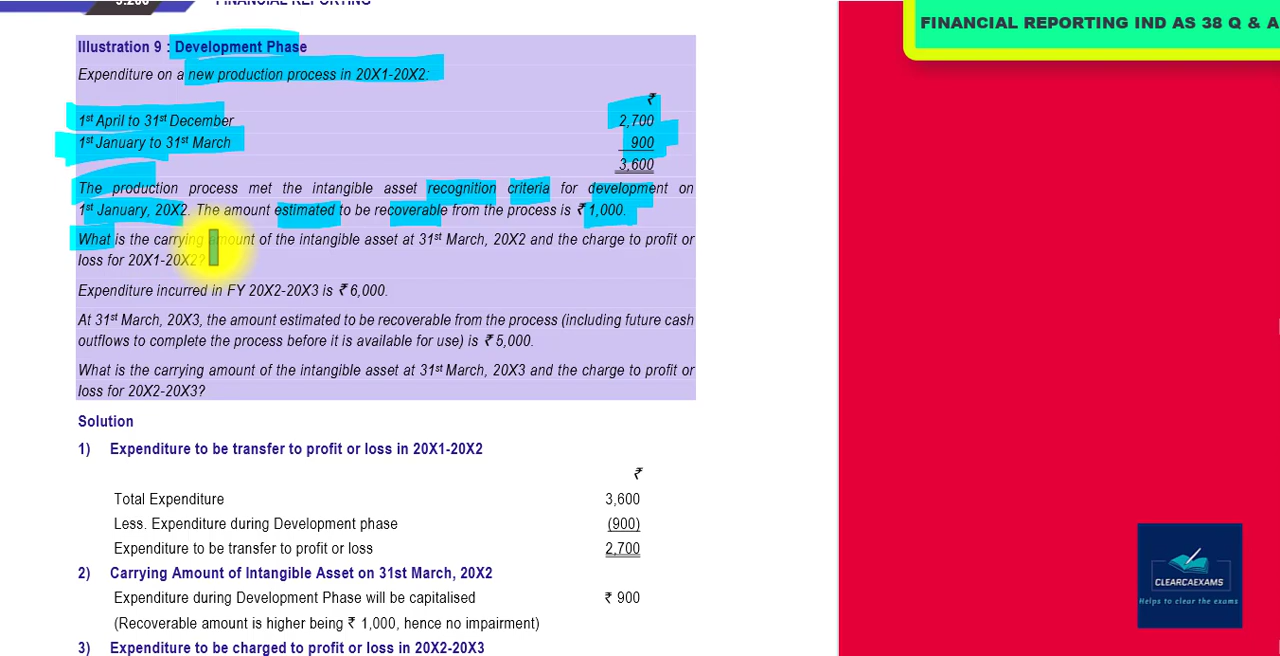 FINANCIAL REPORTING
FINANCIAL REPORTING IND AS 38 Q & A
Illustration 9 : Development Phase
Expenditure on a new production process in 20X1-20X2:
₹
1st April to 31st December 2,700
1st January to 31st March 900
3,600
The production process met the intangible asset recognition criteria for development on
1st January, 20X2. The amount estimated to be recoverable from the process is ₹ 1,000.
What is the carrying amount of the intangible asset at 31st March, 20X2 and the charge to profit or
loss for 20X1-20X2?
Expenditure incurred in FY 20X2-20X3 is ₹ 6,000.
At 31st March, 20X3, the amount estimated to be recoverable from the process (including future cash
outflows to complete the process before it is available for use) is ₹ 5,000.
What is the carrying amount of the intangible asset at 31st March, 20X3 and the charge to profit or
loss for 20X2-20X3?
Solution
1) Expenditure to be transfer to profit or loss in 20X1-20X2
₹
Total Expenditure 3,600
Less. Expenditure during Development phase (900)
Expenditure to be transfer to profit or loss 2,700
2) Carrying Amount of Intangible Asset on 31st March, 20X2
Expenditure during Development Phase will be capitalised ₹ 900
(Recoverable amount is higher being ₹ 1,000, hence no impairment)
3) Expenditure to be charged to profit or loss in 20X2-20X3
CLEARCAEXAMS
Helps to clear the exams